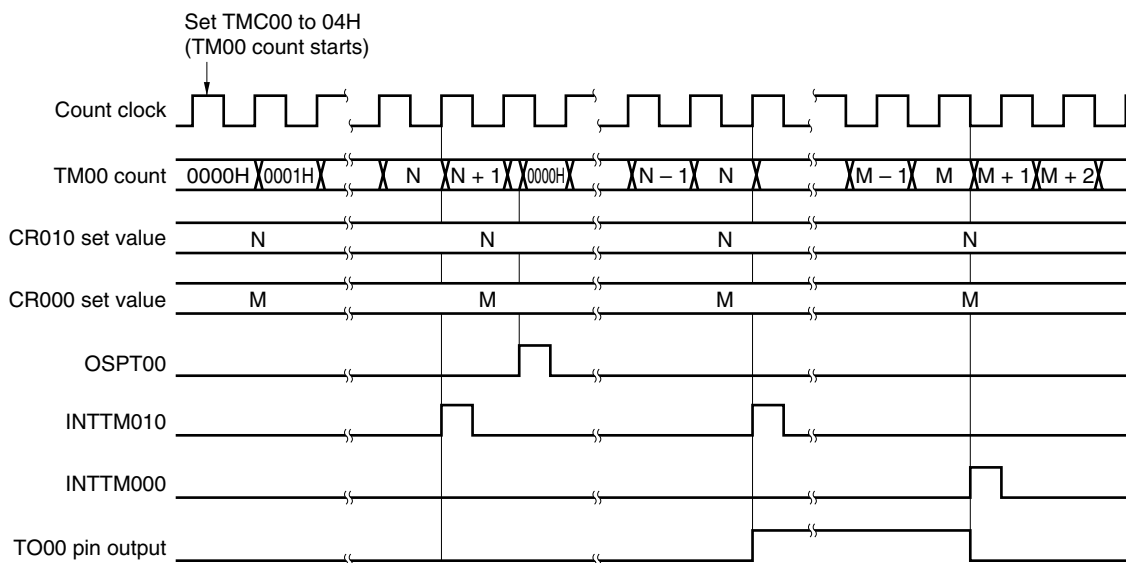 Set TMC00 to 04H
(TM00 count starts)
Count clock
TM00 count 0000H 0001H N N + 1 0000H N – 1 N M – 1 M M + 1 M + 2
CR010 set value N N N N
CR000 set value M M M M
OSPT00
INTTM010
INTTM000
TO00 pin output